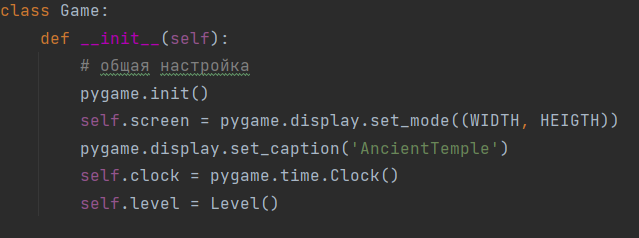 class Game:
    def __init__(self):
        # общая настройка
        pygame.init()
        self.screen = pygame.display.set_mode((WIDTH, HEIGTH))
        pygame.display.set_caption('AncientTemple')
        self.clock = pygame.time.Clock()
        self.level = Level()